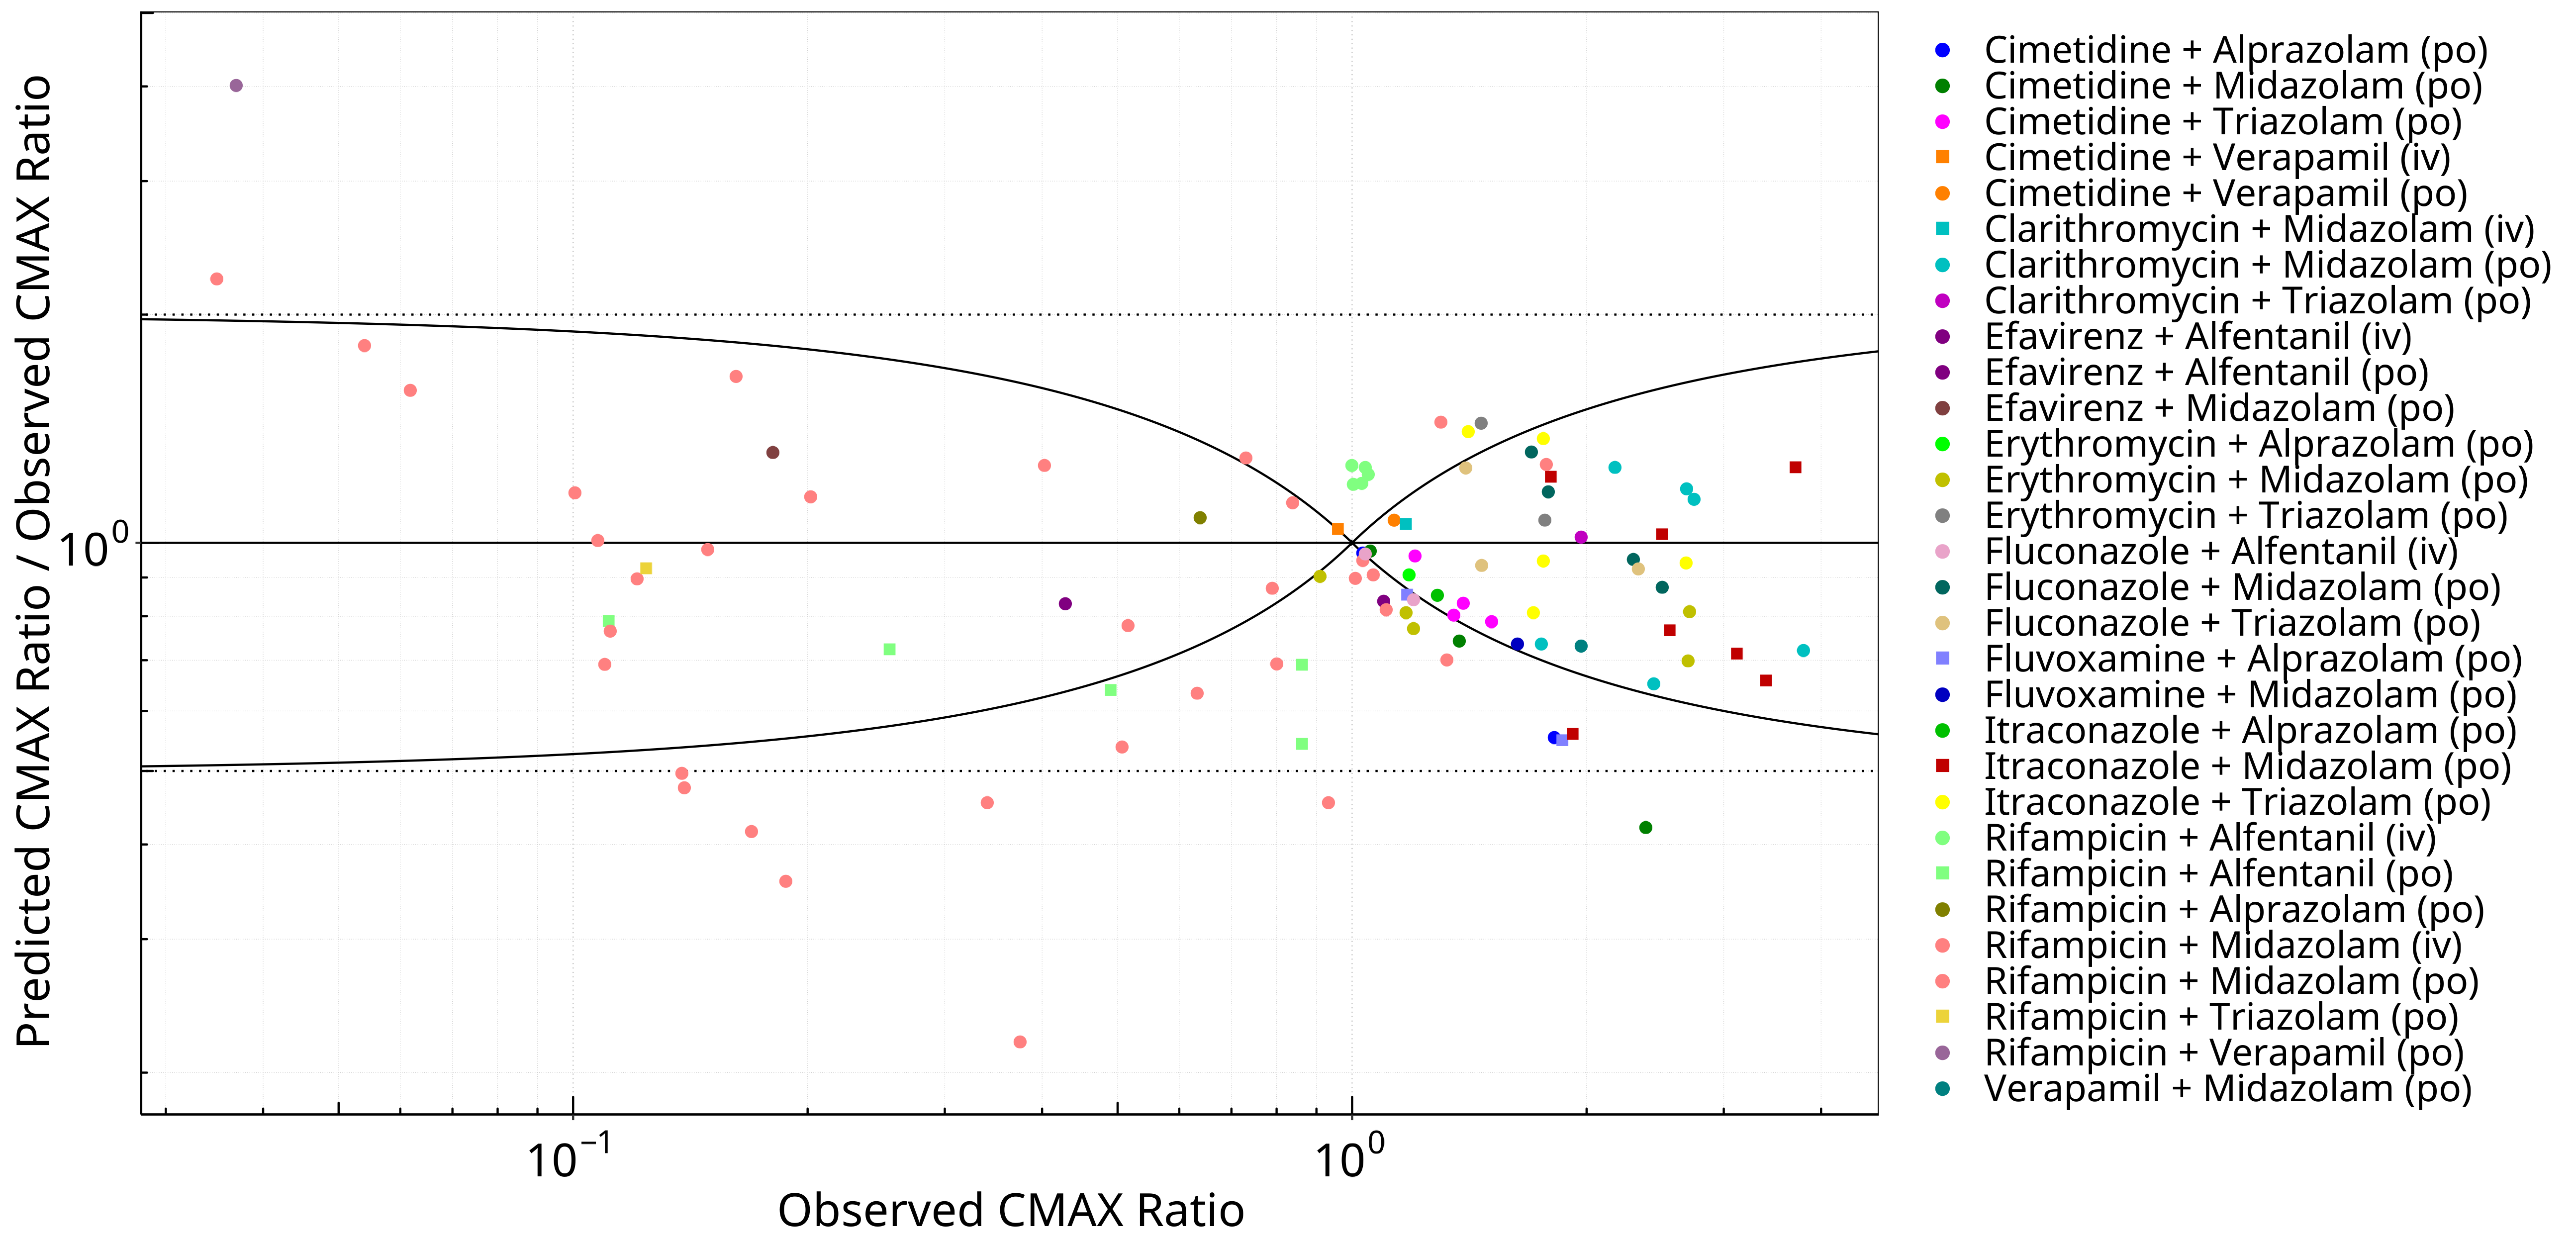 Predicted CMAX Ratio / Observed CMAX Ratio
10⁰
10⁻¹
10⁰
Observed CMAX Ratio
Cimetidine + Alprazolam (po)
Cimetidine + Midazolam (po)
Cimetidine + Triazolam (po)
Cimetidine + Verapamil (iv)
Cimetidine + Verapamil (po)
Clarithromycin + Midazolam (iv)
Clarithromycin + Midazolam (po)
Clarithromycin + Triazolam (po)
Efavirenz + Alfentanil (iv)
Efavirenz + Alfentanil (po)
Efavirenz + Midazolam (po)
Erythromycin + Alprazolam (po)
Erythromycin + Midazolam (po)
Erythromycin + Triazolam (po)
Fluconazole + Alfentanil (iv)
Fluconazole + Midazolam (po)
Fluconazole + Triazolam (po)
Fluvoxamine + Alprazolam (po)
Fluvoxamine + Midazolam (po)
Itraconazole + Alprazolam (po)
Itraconazole + Midazolam (po)
Itraconazole + Triazolam (po)
Rifampicin + Alfentanil (iv)
Rifampicin + Alfentanil (po)
Rifampicin + Alprazolam (po)
Rifampicin + Midazolam (iv)
Rifampicin + Midazolam (po)
Rifampicin + Triazolam (po)
Rifampicin + Verapamil (po)
Verapamil + Midazolam (po)